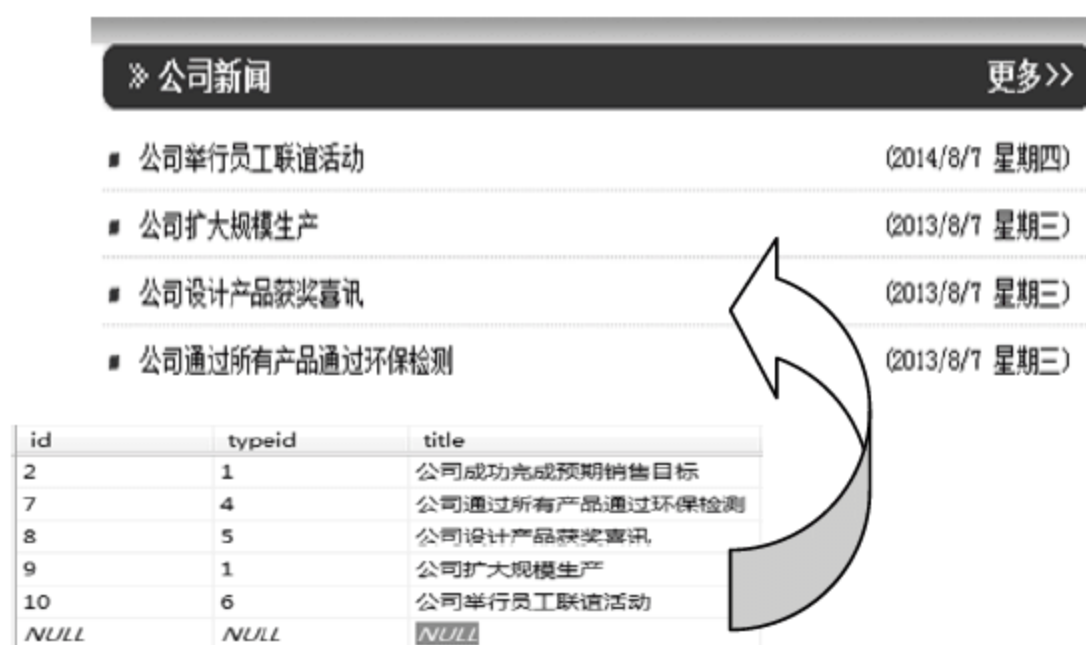 » 公司新闻 更多>>
■ 公司举行员工联谊活动 (2014/8/7 星期四)
■ 公司扩大规模生产 (2013/8/7 星期三)
■ 公司设计产品获奖喜讯 (2013/8/7 星期三)
■ 公司通过所有产品通过环保检测 (2013/8/7 星期三)
id typeid title
2 1 公司成功完成预期销售目标
7 4 公司通过所有产品通过环保检测
8 5 公司设计产品获奖喜讯
9 1 公司扩大规模生产
10 6 公司举行员工联谊活动
NULL NULL NULL